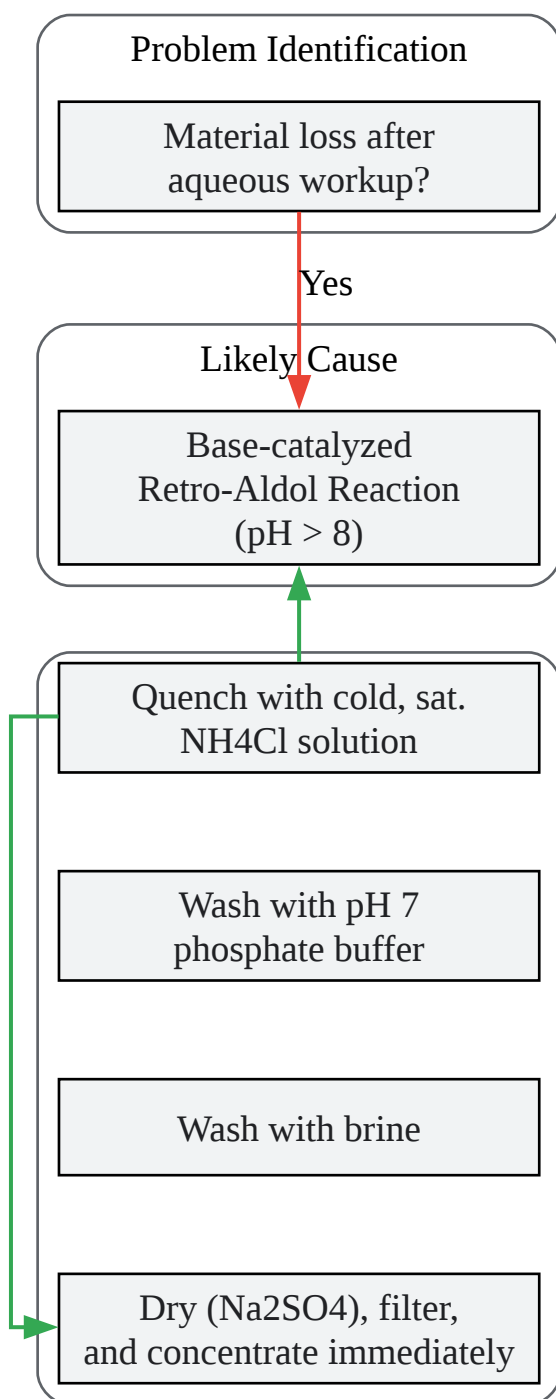 Problem Identification
Material loss after
aqueous workup?
Yes
Likely Cause
Base-catalyzed
Retro-Aldol Reaction
(pH > 8)
Quench with cold, sat.
NH4Cl solution
Wash with pH 7
phosphate buffer
Wash with brine
Dry (Na2SO4), filter,
and concentrate immediately